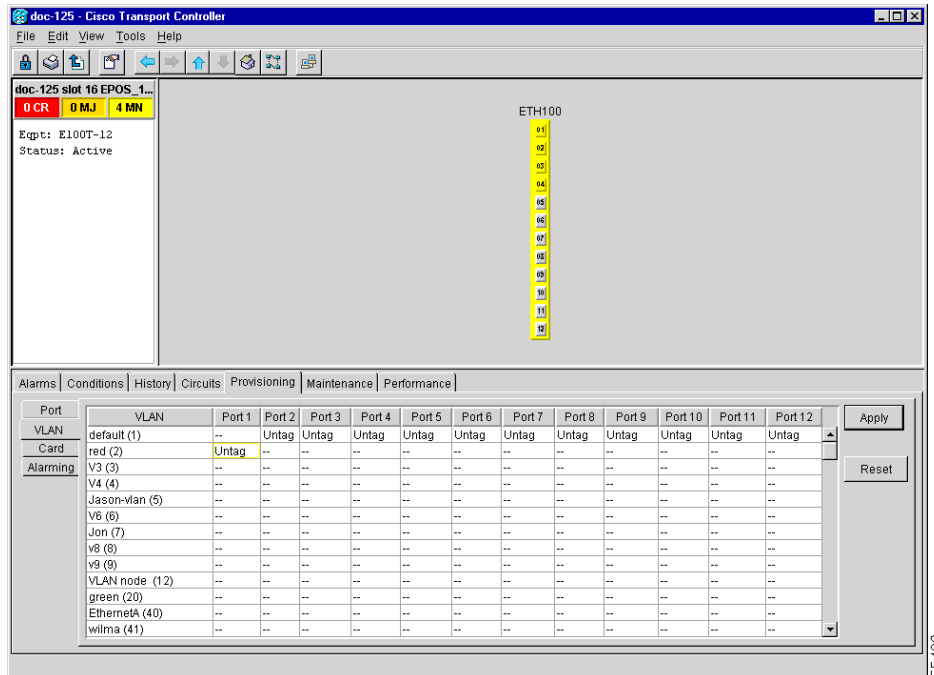 doc-125 - Cisco Transport Controller
File Edit View Tools Help
doc-125 slot 16 EPOS_1...
0 CR 0 MJ 4 MN
Eqpt: E100T-12
Status: Active
ETH100
01
02
03
04
05
06
07
08
09
10
11
12
Alarms Conditions History Circuits Provisioning Maintenance Performance
Port
VLAN
Card
Alarming
VLAN Port 1 Port 2 Port 3 Port 4 Port 5 Port 6 Port 7 Port 8 Port 9 Port 10 Port 11 Port 12
default (1) -- Untag Untag Untag Untag Untag Untag Untag Untag Untag Untag Untag
red (2) Untag -- -- -- -- -- -- -- -- -- -- --
V3 (3) -- -- -- -- -- -- -- -- -- -- -- --
V4 (4) -- -- -- -- -- -- -- -- -- -- -- --
Jason-vlan (5) -- -- -- -- -- -- -- -- -- -- -- --
V6 (6) -- -- -- -- -- -- -- -- -- -- -- --
Jon (7) -- -- -- -- -- -- -- -- -- -- -- --
v8 (8) -- -- -- -- -- -- -- -- -- -- -- --
v9 (9) -- -- -- -- -- -- -- -- -- -- -- --
VLAN node (12) -- -- -- -- -- -- -- -- -- -- -- --
green (20) -- -- -- -- -- -- -- -- -- -- -- --
EthernetA (40) -- -- -- -- -- -- -- -- -- -- -- --
wilma (41) -- -- -- -- -- -- -- -- -- -- -- --
Apply
Reset